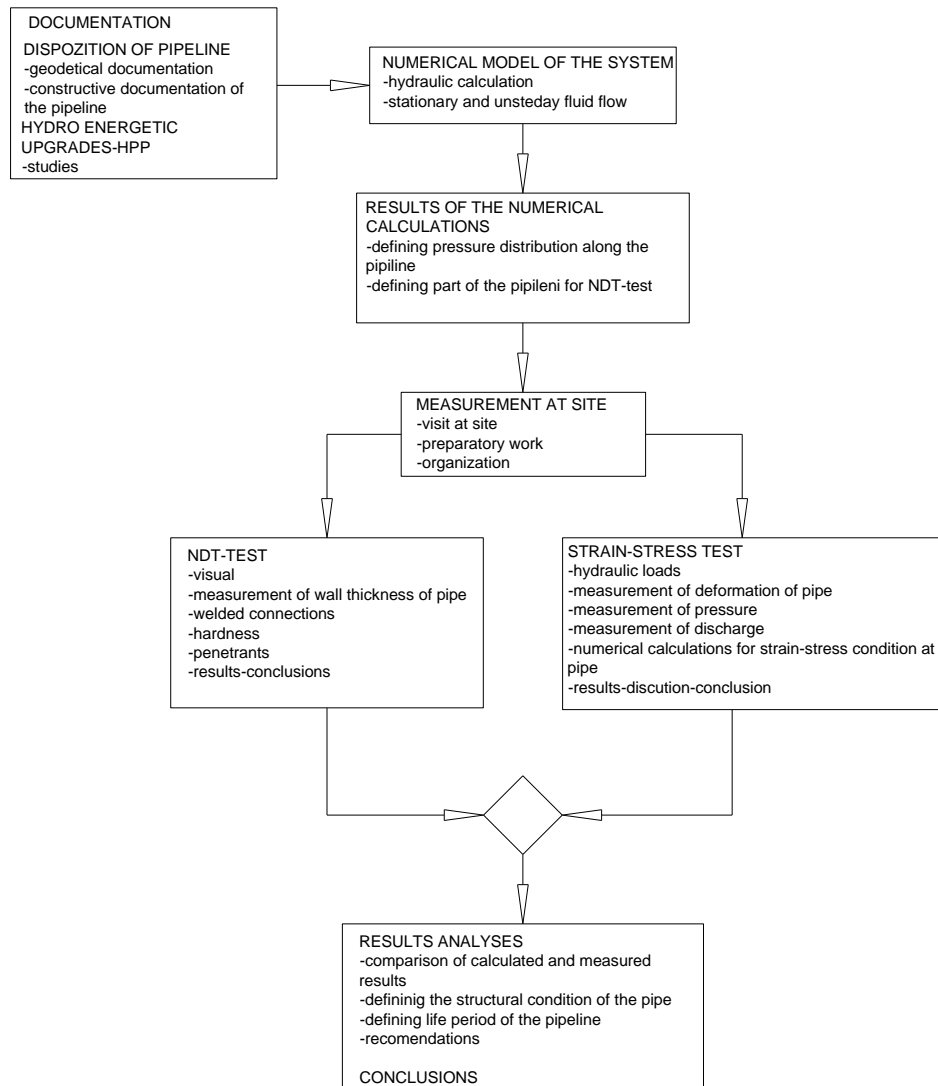 DOCUMENTATION
DISPOZITION OF PIPELINE
-geodetical documentation
-constructive documentation of
the pipeline
HYDRO ENERGETIC
UPGRADES-HPP
-studies
NUMERICAL MODEL OF THE SYSTEM
-hydraulic calculation
-stationary and unsteday fluid flow
RESULTS OF THE NUMERICAL
CALCULATIONS
-defining pressure distribution along the
pipiline
-defining part of the pipileni for NDT-test
MEASUREMENT AT SITE
-visit at site
-preparatory work
-organization
NDT-TEST
-visual
-measurement of wall thickness of pipe
-welded connections
-hardness
-penetrants
-results-conclusions
STRAIN-STRESS TEST
-hydraulic loads
-measurement of deformation of pipe
-measurement of pressure
-measurement of discharge
-numerical calculations for strain-stress condition at
pipe
-results-discution-conclusion
RESULTS ANALYSES
-comparison of calculated and measured
results
-defininig the structural condition of the pipe
-defining life period of the pipeline
-recomendations
CONCLUSIONS